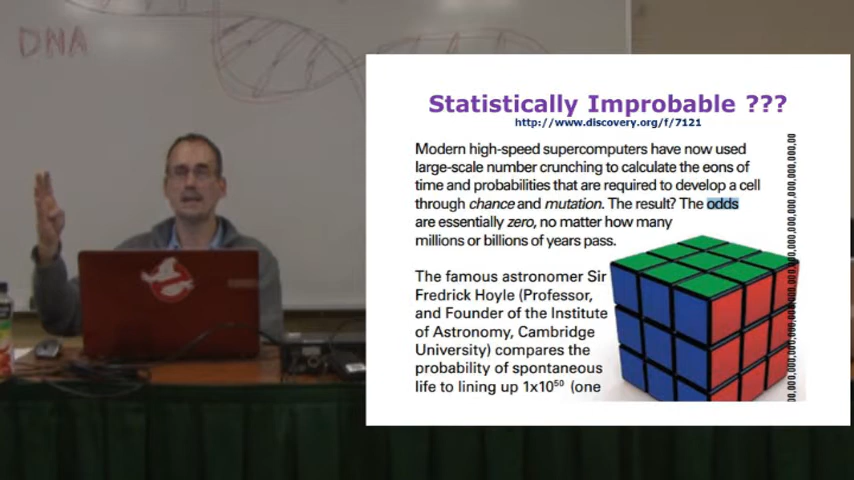 DNA
Statistically Improbable ???
http://www.discovery.org/f/7121
Modern high-speed supercomputers have now used
large-scale number crunching to calculate the eons of
time and probabilities that are required to develop a cell
through chance and mutation. The result? The odds
are essentially zero, no matter how many
millions or billions of years pass.
The famous astronomer Sir
Fredrick Hoyle (Professor,
and Founder of the Institute
of Astronomy, Cambridge
University) compares the
probability of spontaneous
life to lining up 1x10⁵⁰ (one